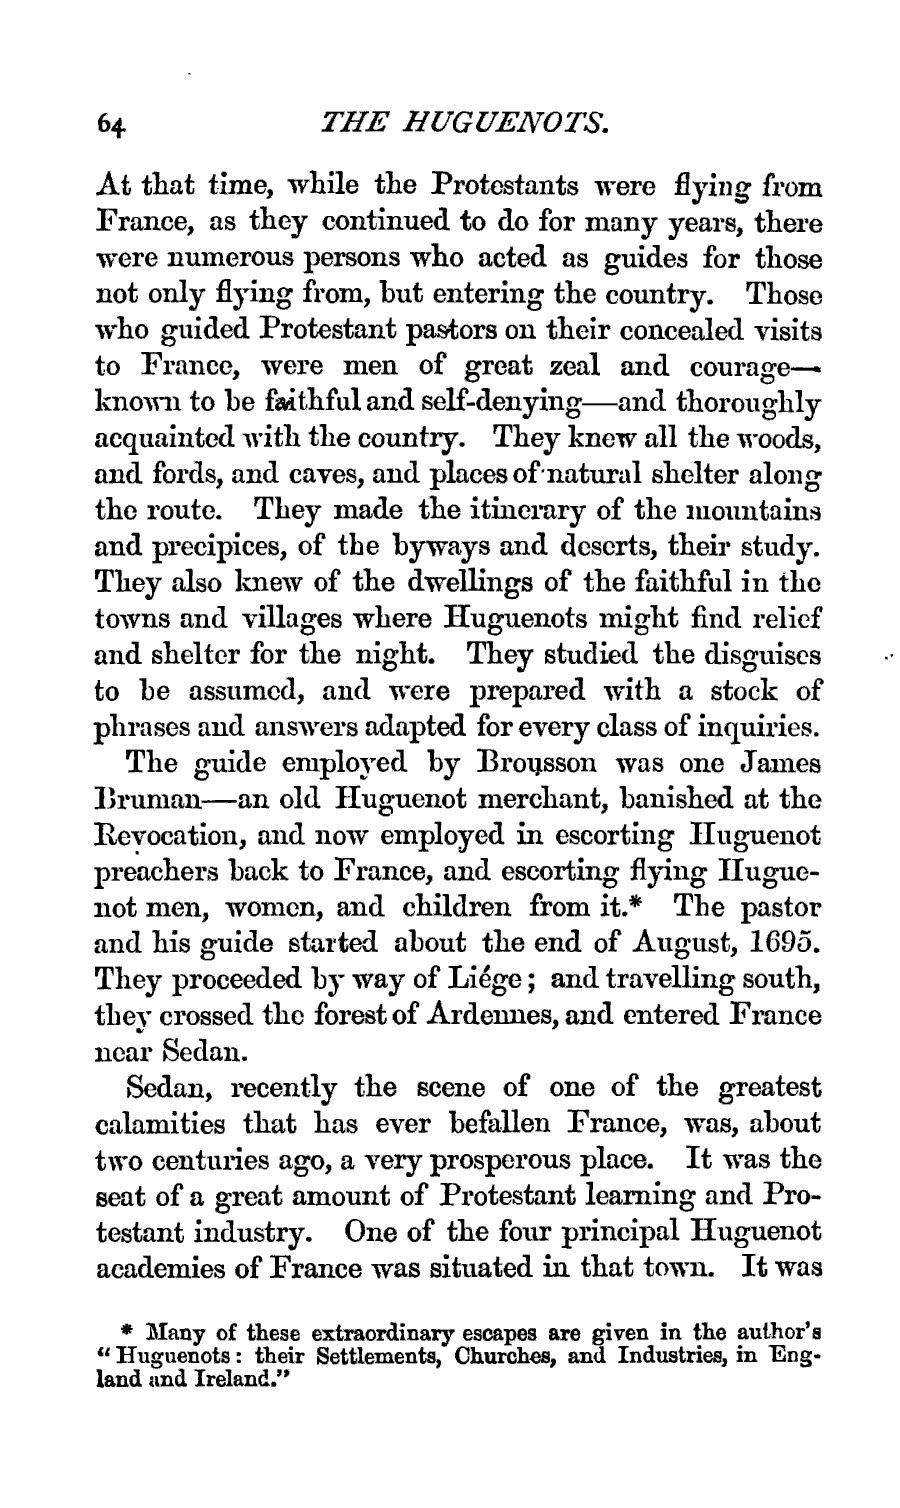 64 THE HUGUENOTS.
At that time, while the Protestants were flying from
France, as they continued to do for many years, there
were numerous persons who acted as guides for those
not only flying from, but entering the country. Those
who guided Protestant pastors on their concealed visits
to France, were men of great zeal and courage—
known to be faithful and self-denying—and thoroughly
acquainted with the country. They knew all the woods,
and fords, and caves, and places of natural shelter along
the route. They made the itinerary of the mountains
and precipices, of the byways and deserts, their study.
They also knew of the dwellings of the faithful in the
towns and villages where Huguenots might find relief
and shelter for the night. They studied the disguises
to be assumed, and were prepared with a stock of
phrases and answers adapted for every class of inquiries.
The guide employed by Brousson was one James
Bruman—an old Huguenot merchant, banished at the
Revocation, and now employed in escorting Huguenot
preachers back to France, and escorting flying Hugue-
not men, women, and children from it.* The pastor
and his guide started about the end of August, 1695.
They proceeded by way of Liége; and travelling south,
they crossed the forest of Ardennes, and entered France
near Sedan.
Sedan, recently the scene of one of the greatest
calamities that has ever befallen France, was, about
two centuries ago, a very prosperous place. It was the
seat of a great amount of Protestant learning and Pro-
testant industry. One of the four principal Huguenot
academies of France was situated in that town. It was
* Many of these extraordinary escapes are given in the author's
"Huguenots: their Settlements, Churches, and Industries, in Eng-
land and Ireland."